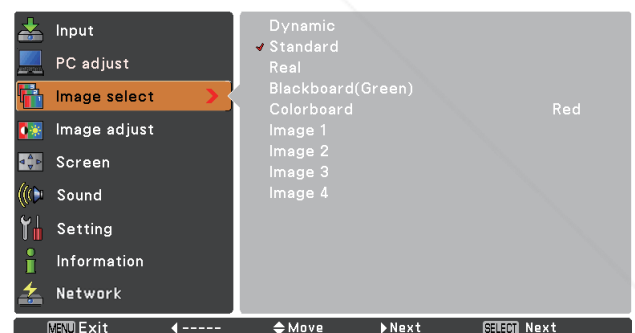 Input
PC adjust
Image select
Image adjust
Screen
Sound
Setting
Information
Network
Dynamic
Standard
Real
Blackboard(Green)
Colorboard Red
Image 1
Image 2
Image 3
Image 4
MENU Exit ----- Move Next SELECT Next